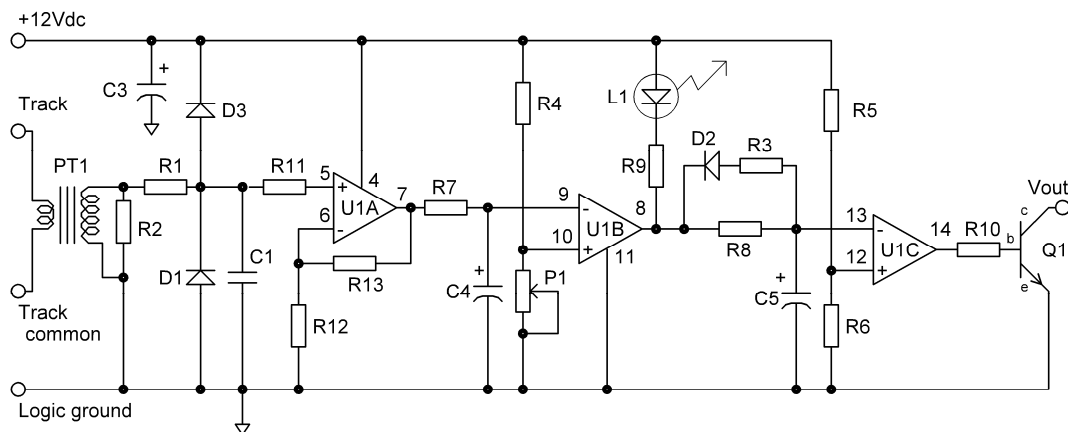 +12Vdc
C3
+
D3
Track
PT1
R1
R2
D1
C1
R11
5
+
6
-
4
7
U1A
R13
R12
R7
C4
+
R4
9
-
10
+
8
U1B
11
P1
L1
R9
D2
R3
R8
C5
+
R5
13
-
12
+
14
U1C
R6
R10
Vout
b
c
e
Q1
Track
common
Logic ground